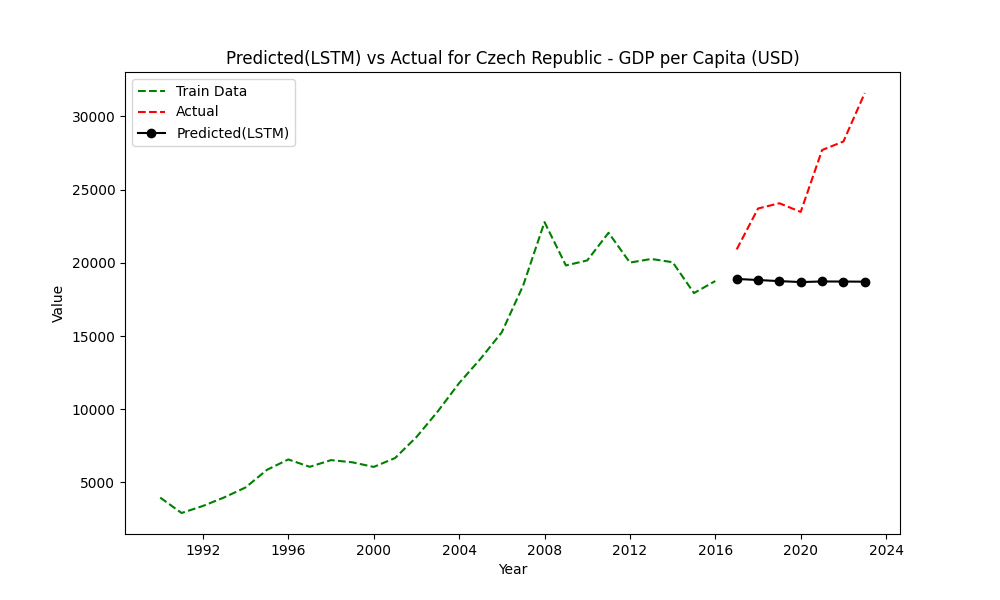 Predicted(LSTM) vs Actual for Czech Republic - GDP per Capita (USD)
Train Data
Actual
Predicted(LSTM)
30000
25000
20000
15000
10000
5000
Value
1992 1996 2000 2004 2008 2012 2016 2020 2024
Year